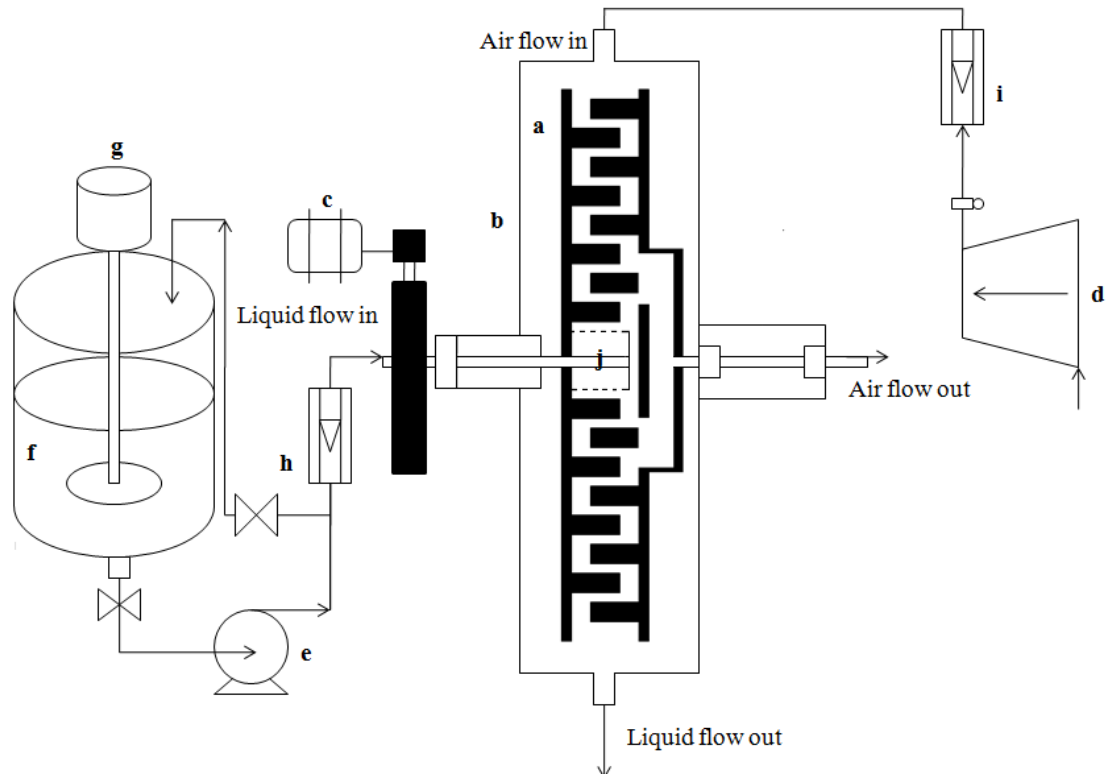 Air flow in
i
a
g
c
b
d
Liquid flow in
j
Air flow out
f
h
e
Liquid flow out